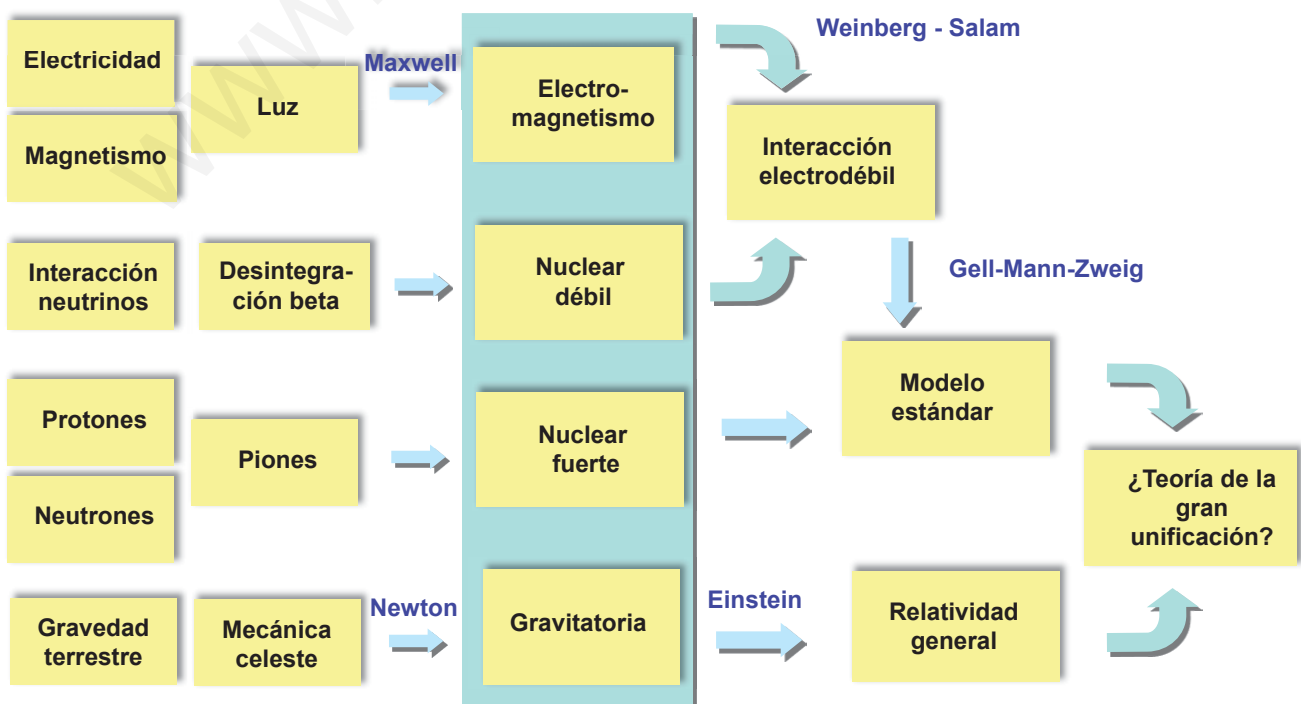 Electricidad
Magnetismo
Luz
Maxwell
Electro-
magnetismo
Weinberg - Salam
Interacción
electrodébil
Interacción
neutrinos
Desintegra-
ción beta
Nuclear
débil
Gell-Mann-Zweig
Protones
Neutrones
Piones
Nuclear
fuerte
Modelo
estándar
¿Teoría de la
gran
unificación?
Gravedad
terrestre
Mecánica
celeste
Newton
Gravitatoria
Einstein
Relatividad
general
www.